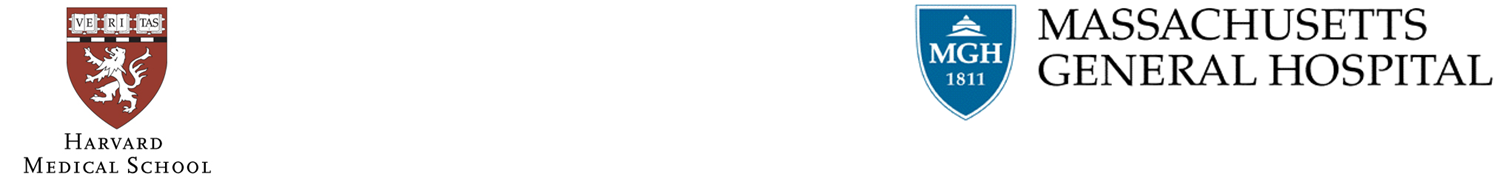 VE RI TAS
HARVARD
MEDICAL SCHOOL
MGH
1811
MASSACHUSETTS
GENERAL HOSPITAL